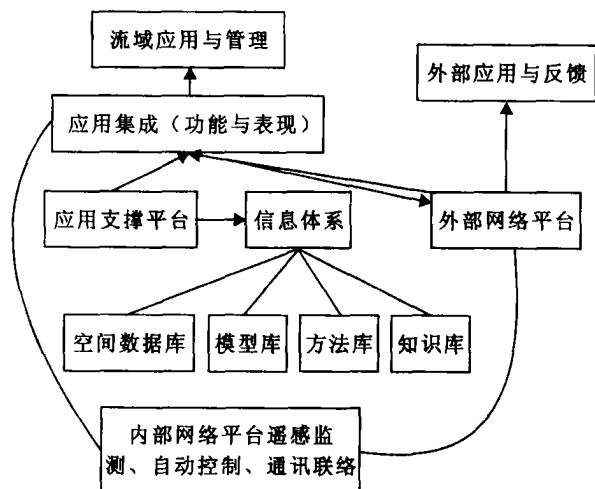 流域应用与管理
外部应用与反馈
应用集成（功能与表现）
应用支撑平台
信息体系
外部网络平台
空间数据库
模型库
方法库
知识库
内部网络平台遥感监
测、自动控制、通讯联络